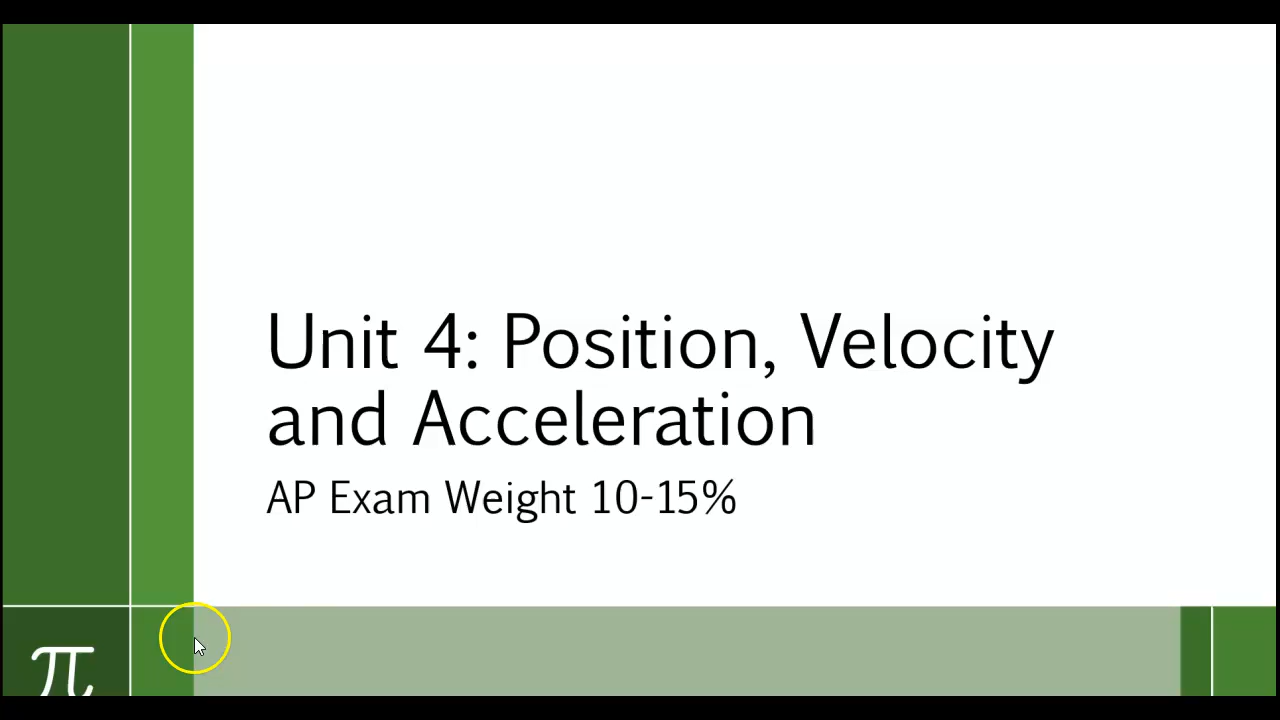 Unit 4: Position, Velocity
and Acceleration
AP Exam Weight 10-15%
π